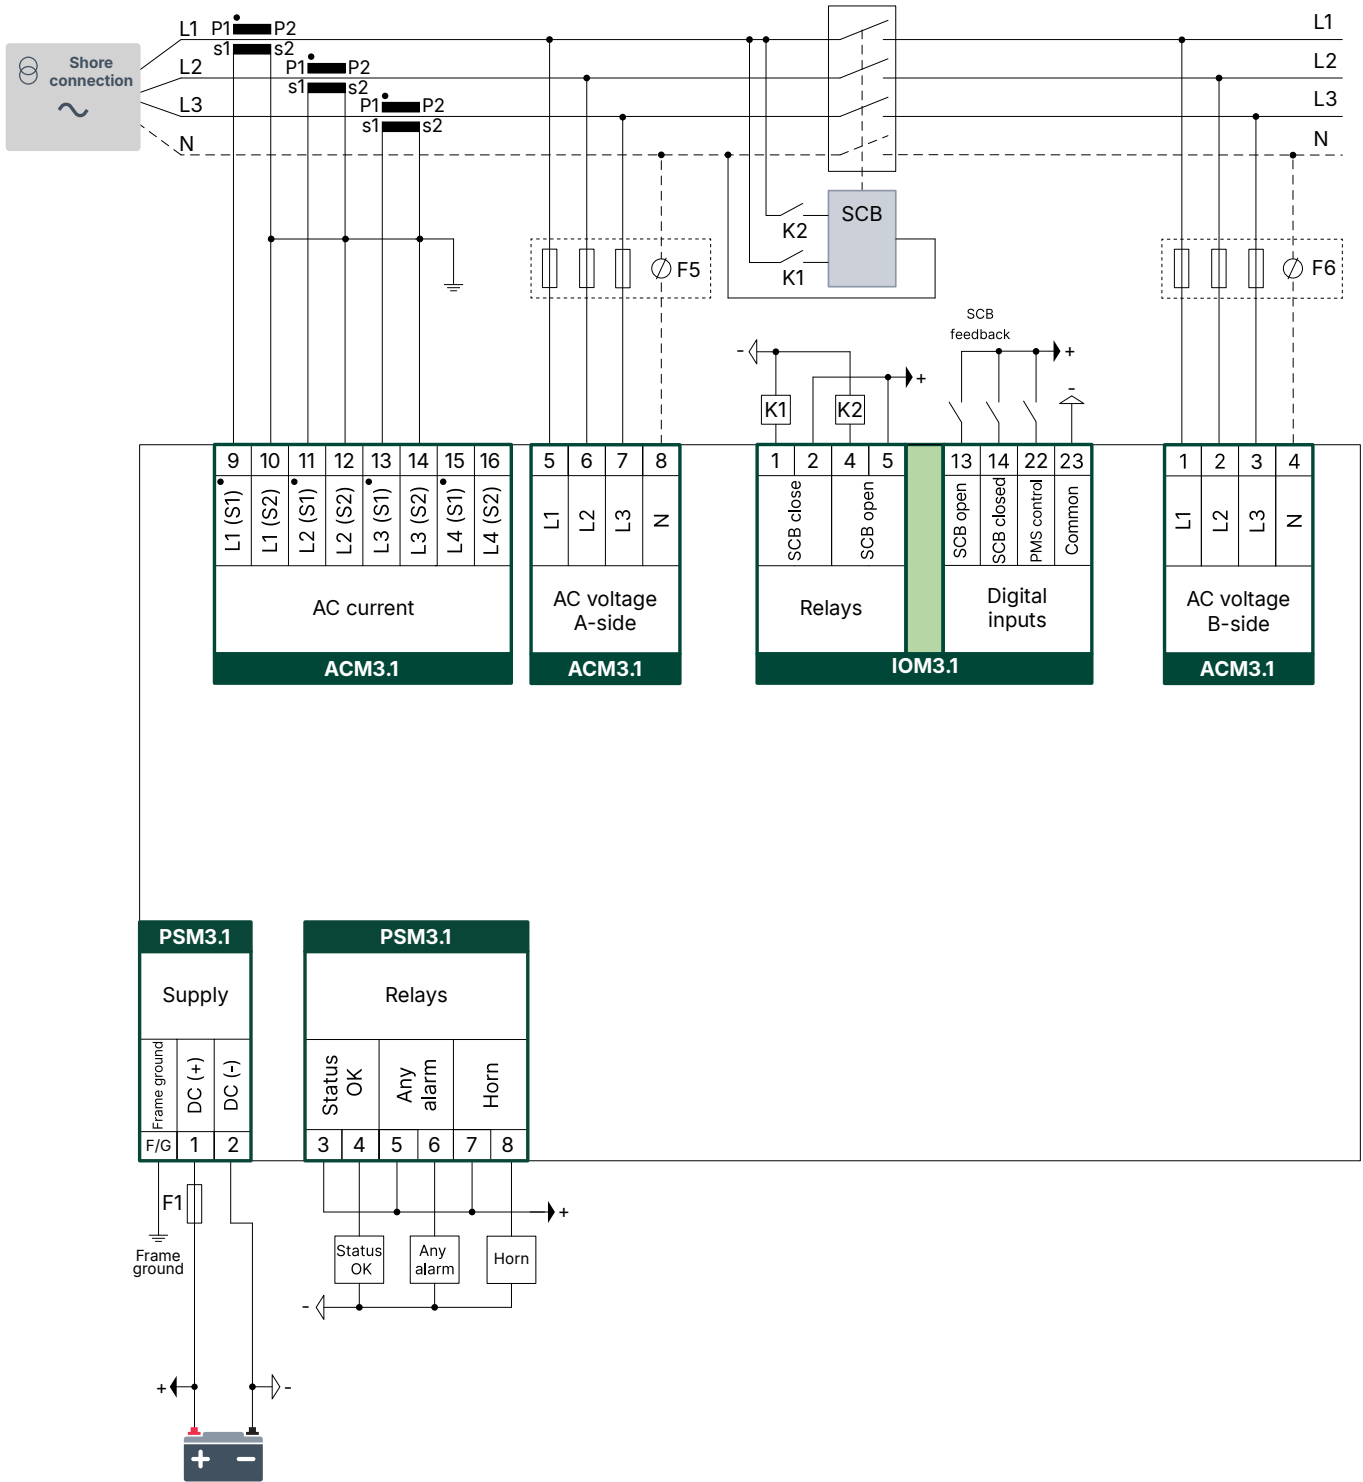 L1 P1 P2
s1 s2
L1
Shore
connection
L2 P1 P2
s1 s2
L2
L3 P1 P2
s1 s2
L3
N
N
SCB
K2
K1
F5
F6
SCB
feedback
-
+
+
-
K1
K2
9 10 11 12 13 14 15 16
L1 (S1)
L1 (S2)
L2 (S1)
L2 (S2)
L3 (S1)
L3 (S2)
L4 (S1)
L4 (S2)
AC current
ACM3.1
5 6 7 8
L1
L2
L3
N
AC voltage
A-side
ACM3.1
1 2 4 5
SCB close
SCB open
Relays
13 14 22 23
SCB open
SCB closed
PMS control
Common
Digital
inputs
IOM3.1
1 2 3 4
L1
L2
L3
N
AC voltage
B-side
ACM3.1
PSM3.1
Supply
Frame ground
DC (+)
DC (-)
F/G 1 2
PSM3.1
Relays
Status
OK
Any
alarm
Horn
3 4 5 6 7 8
F1
Frame
ground
+
Status
OK
Any
alarm
Horn
-
+
-
+ −